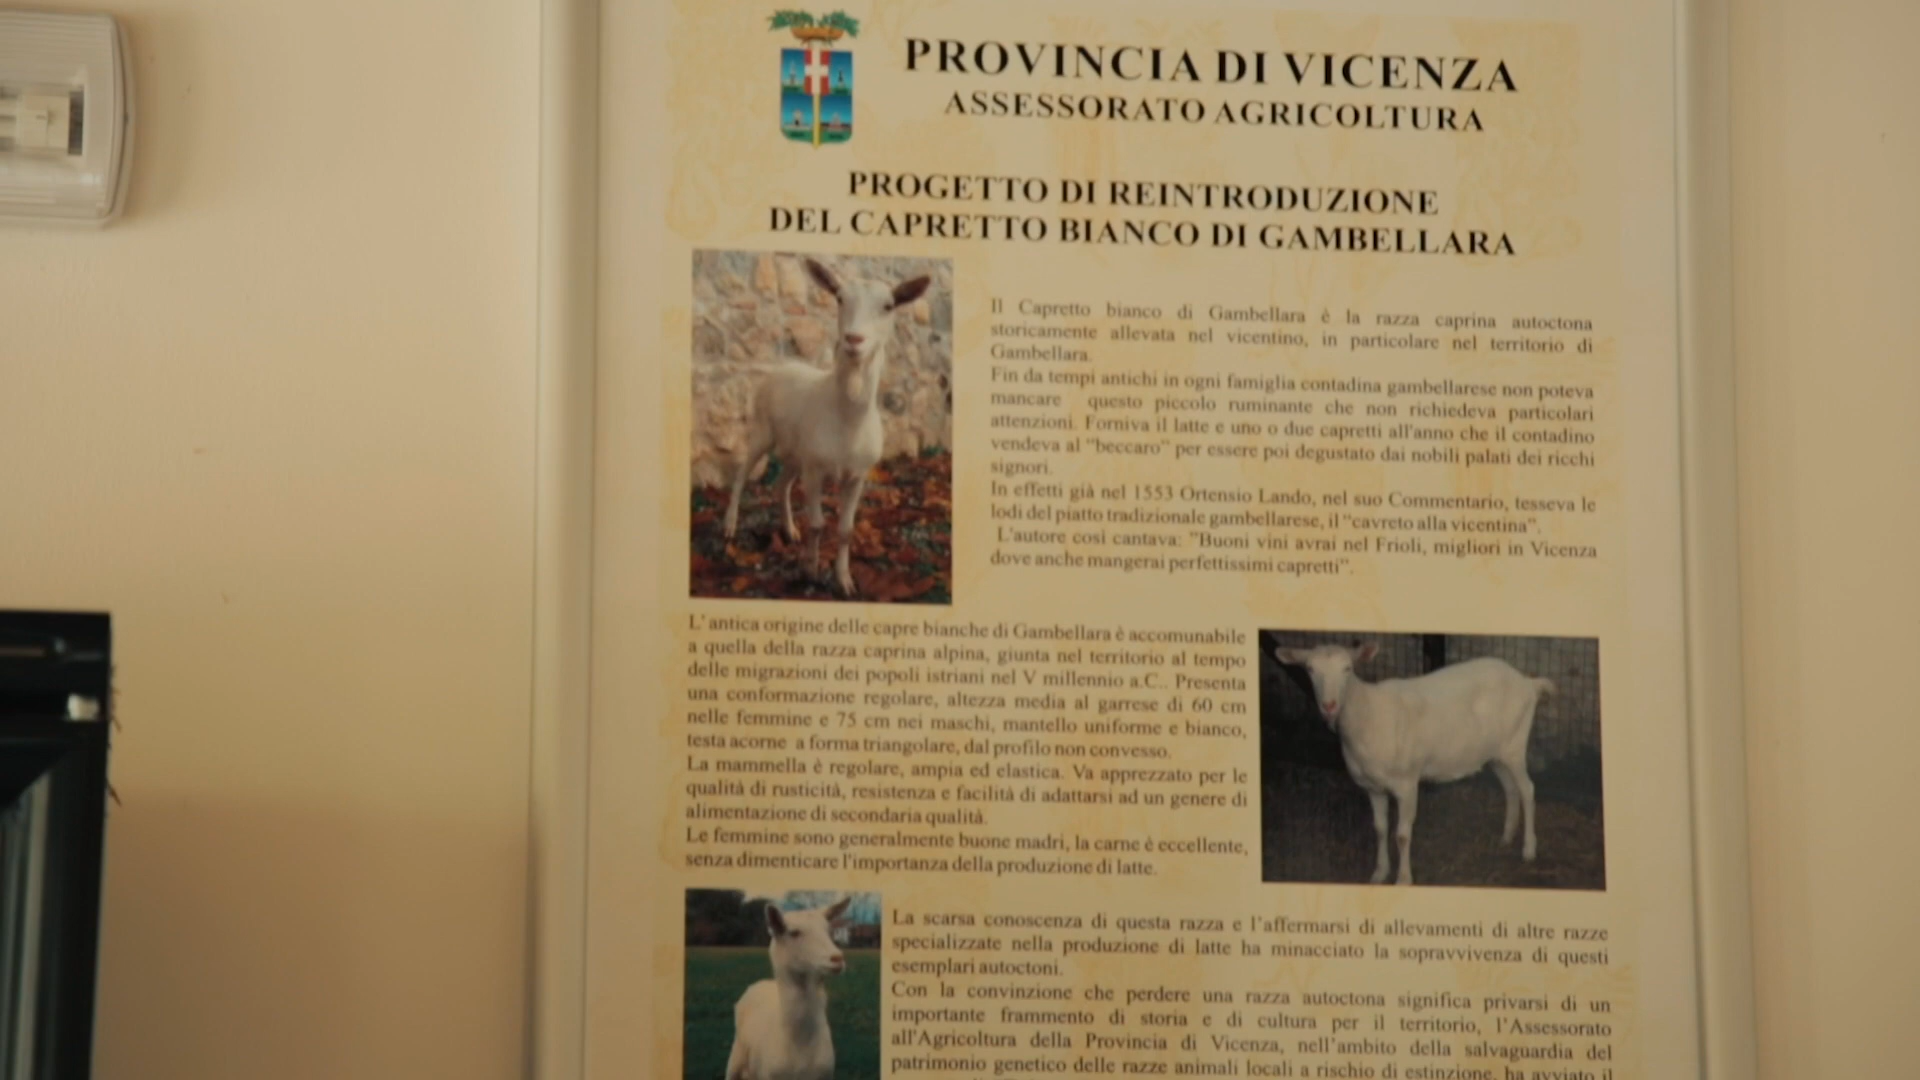 PROVINCIA DI VICENZA
ASSESSORATO AGRICOLTURA
PROGETTO DI REINTRODUZIONE
DEL CAPRETTO BIANCO DI GAMBELLARA
Il Capretto bianco di Gambellara è la razza caprina autoctona
storicamente allevata nel vicentino, in particolare nel territorio di
Gambellara.
Fin da tempi antichi in ogni famiglia contadina gambellarese non poteva
mancare questo piccolo ruminante che non richiedeva particolari
attenzioni. Forniva il latte e uno o due capretti all'anno che il contadino
vendeva al "beccaro" per essere poi degustato dai nobili palati dei ricchi
signori.
In effetti già nel 1553 Ortensio Lando, nel suo Commentario, tesseva le
lodi del piatto tradizionale gambellarese, il "cavreto alla vicentina".
L'autore così cantava: "Buoni vini avrai nel Frioli, migliori in Vicenza
dove anche mangerai perfettissimi capretti".
L'antica origine delle capre bianche di Gambellara è accomunabile
a quella della razza caprina alpina, giunta nel territorio al tempo
delle migrazioni dei popoli istriani nel V millennio a.C.. Presenta
una conformazione regolare, altezza media al garrese di 60 cm
nelle femmine e 75 cm nei maschi, mantello uniforme e bianco,
testa acorne a forma triangolare, dal profilo non convesso.
La mammella è regolare, ampia ed elastica. Va apprezzato per le
qualità di rusticità, resistenza e facilità di adattarsi ad un genere di
alimentazione di secondaria qualità.
Le femmine sono generalmente buone madri, la carne è eccellente,
senza dimenticare l'importanza della produzione di latte.
La scarsa conoscenza di questa razza e l'affermarsi di allevamenti di altre razze
specializzate nella produzione di latte ha minacciato la sopravvivenza di questi
esemplari autoctoni.
Con la convinzione che perdere una razza autoctona significa privarsi di un
importante frammento di storia e di cultura per il territorio, l'Assessorato
all'Agricoltura della Provincia di Vicenza, nell'ambito della salvaguardia del
patrimonio genetico delle razze animali locali a rischio di estinzione, ha avviato il